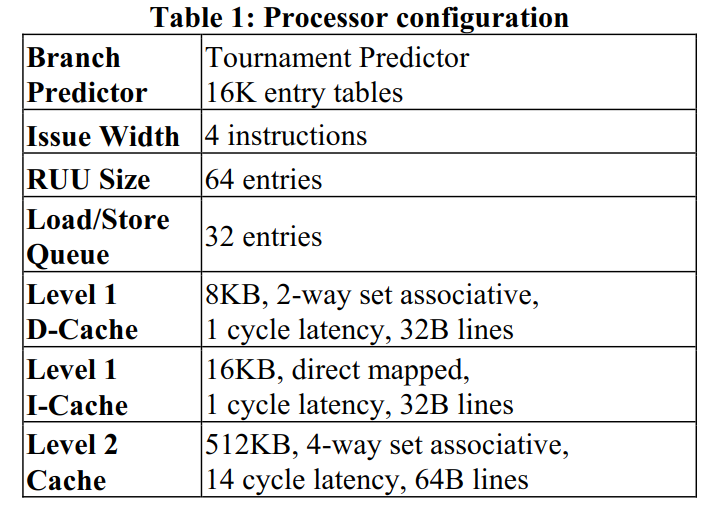 Table 1: Processor configuration
Branch Predictor
Tournament Predictor
16K entry tables
Issue Width
4 instructions
RUU Size
64 entries
Load/Store Queue
32 entries
Level 1
D-Cache
8KB, 2-way set associative,
1 cycle latency, 32B lines
Level 1
I-Cache
16KB, direct mapped,
1 cycle latency, 32B lines
Level 2
Cache
512KB, 4-way set associative,
14 cycle latency, 64B lines